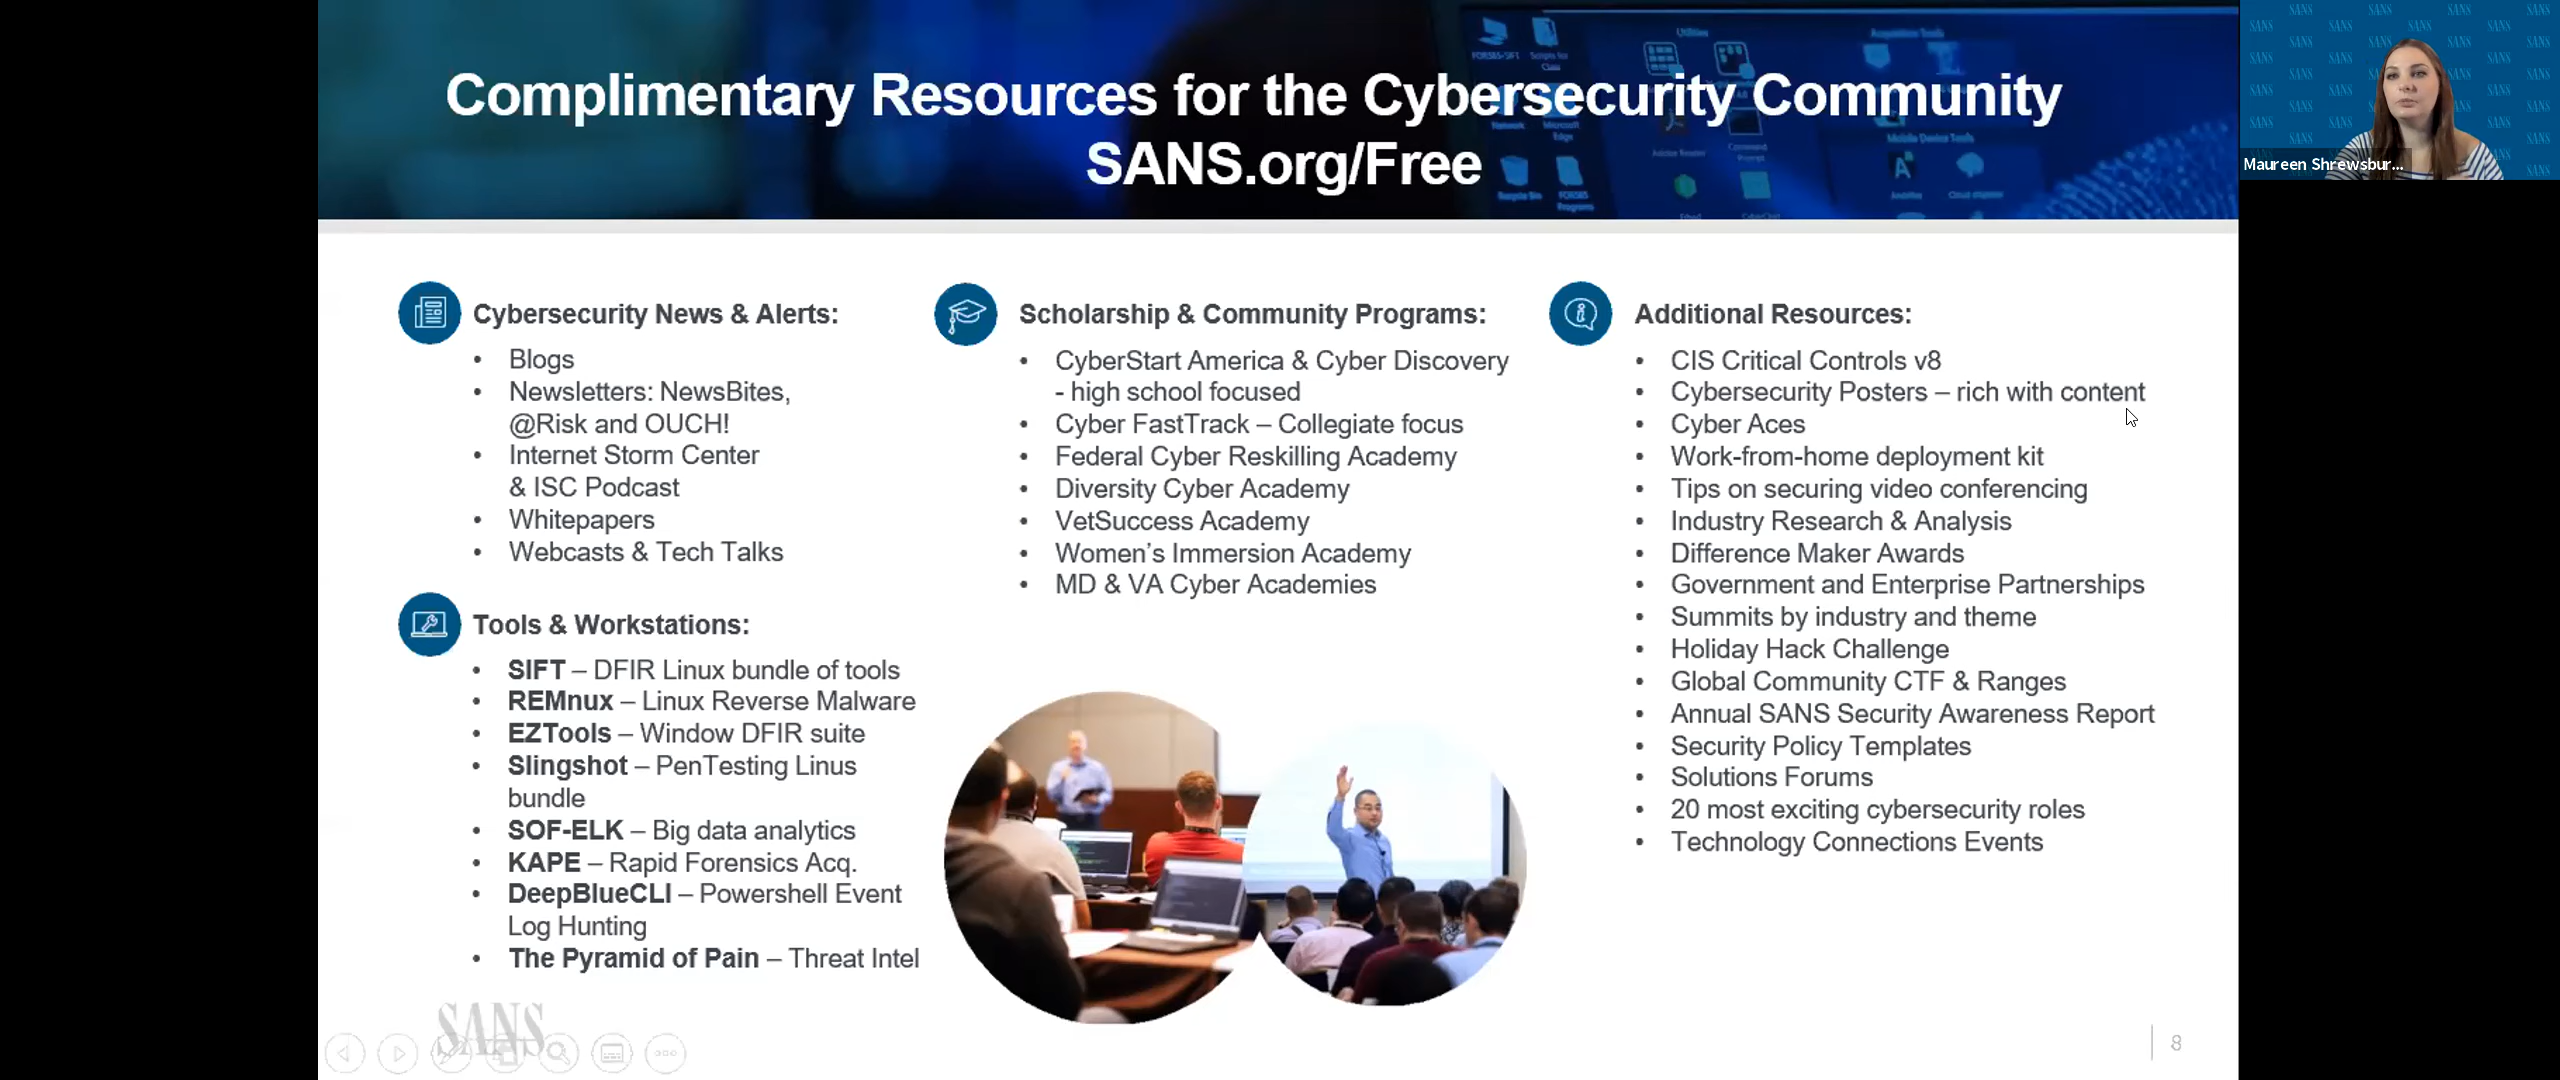 Complimentary Resources for the Cybersecurity Community
SANS.org/Free
Maureen Shrewsbur...
Cybersecurity News & Alerts:
• Blogs
• Newsletters: NewsBites,
@Risk and OUCH!
• Internet Storm Center
& ISC Podcast
• Whitepapers
• Webcasts & Tech Talks
Tools & Workstations:
• SIFT – DFIR Linux bundle of tools
• REMnux – Linux Reverse Malware
• EZTools – Window DFIR suite
• Slingshot – PenTesting Linus
bundle
• SOF-ELK – Big data analytics
• KAPE – Rapid Forensics Acq.
• DeepBlueCLI – Powershell Event
Log Hunting
• The Pyramid of Pain – Threat Intel
Scholarship & Community Programs:
• CyberStart America & Cyber Discovery
- high school focused
• Cyber FastTrack – Collegiate focus
• Federal Cyber Reskilling Academy
• Diversity Cyber Academy
• VetSuccess Academy
• Women’s Immersion Academy
• MD & VA Cyber Academies
Additional Resources:
• CIS Critical Controls v8
• Cybersecurity Posters – rich with content
• Cyber Aces
• Work-from-home deployment kit
• Tips on securing video conferencing
• Industry Research & Analysis
• Difference Maker Awards
• Government and Enterprise Partnerships
• Summits by industry and theme
• Holiday Hack Challenge
• Global Community CTF & Ranges
• Annual SANS Security Awareness Report
• Security Policy Templates
• Solutions Forums
• 20 most exciting cybersecurity roles
• Technology Connections Events
SANS
8